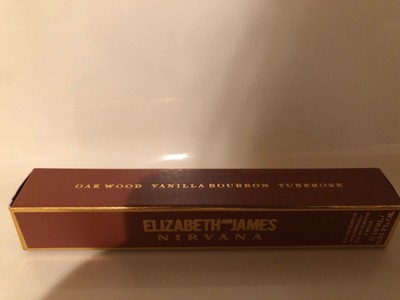 OAK WOOD VANILLA BOURBON TUBEROSE
ELIZABETH AND JAMES
NIRVANA